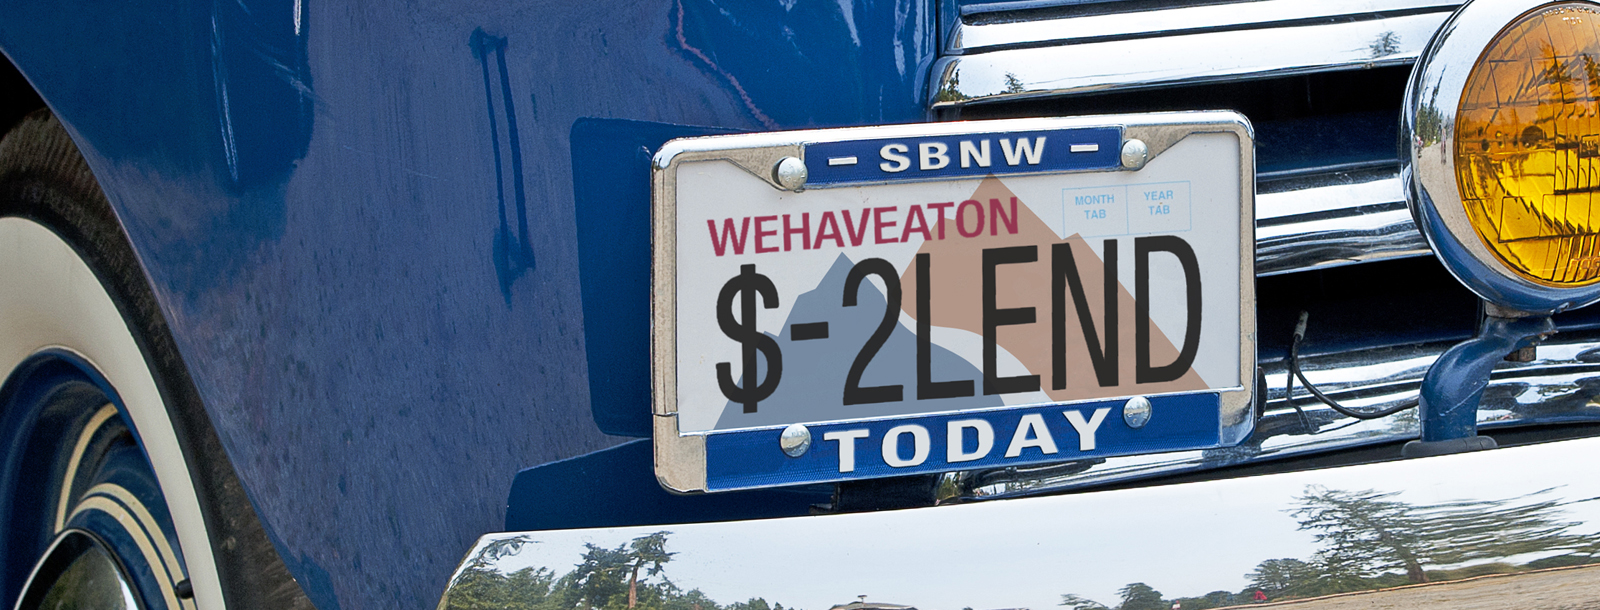 – SBNW –
WEHAVEATON
MONTH TAB
YEAR TAB
$-2LEND
TODAY